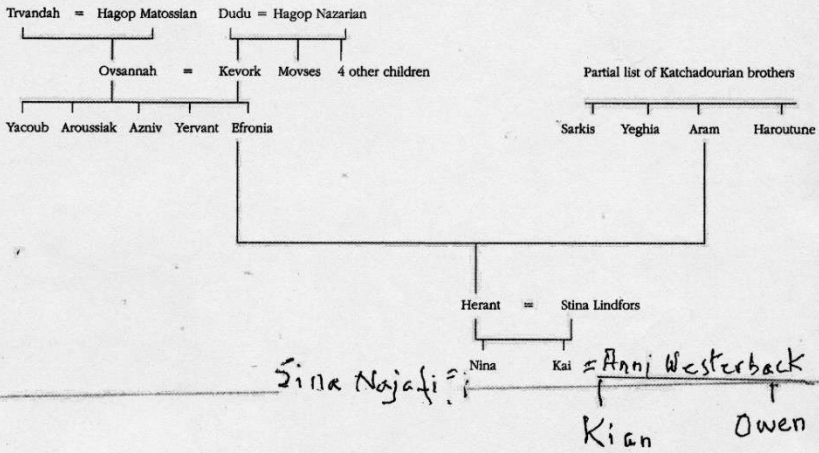 Trvandah = Hagop Matossian Dudu = Hagop Nazarian
Ovsannah = Kevork Movses 4 other children Partial list of Katchadourian brothers
Yacoub Aroussiak Azniv Yervant Efronia Sarkis Yeghia Aram Haroutune
Herant = Stina Lindfors
Sina Najafi = Nina Kai = Anni Westerback
Kian Owen